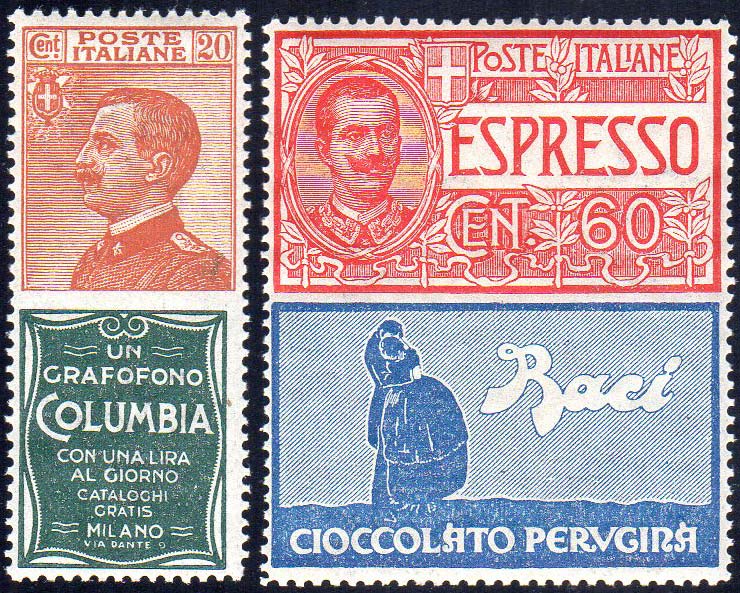 Cent POSTE ITALIANE 20
UN
GRAFOFONO
COLUMBIA
CON UNA LIRA
AL GIORNO
CATALOGHI
GRATIS
MILANO
VIA DANTE 9
POSTE ITALIANE
ESPRESSO
CENT. 60
Baci
CIOCCOLATO PERVGINA